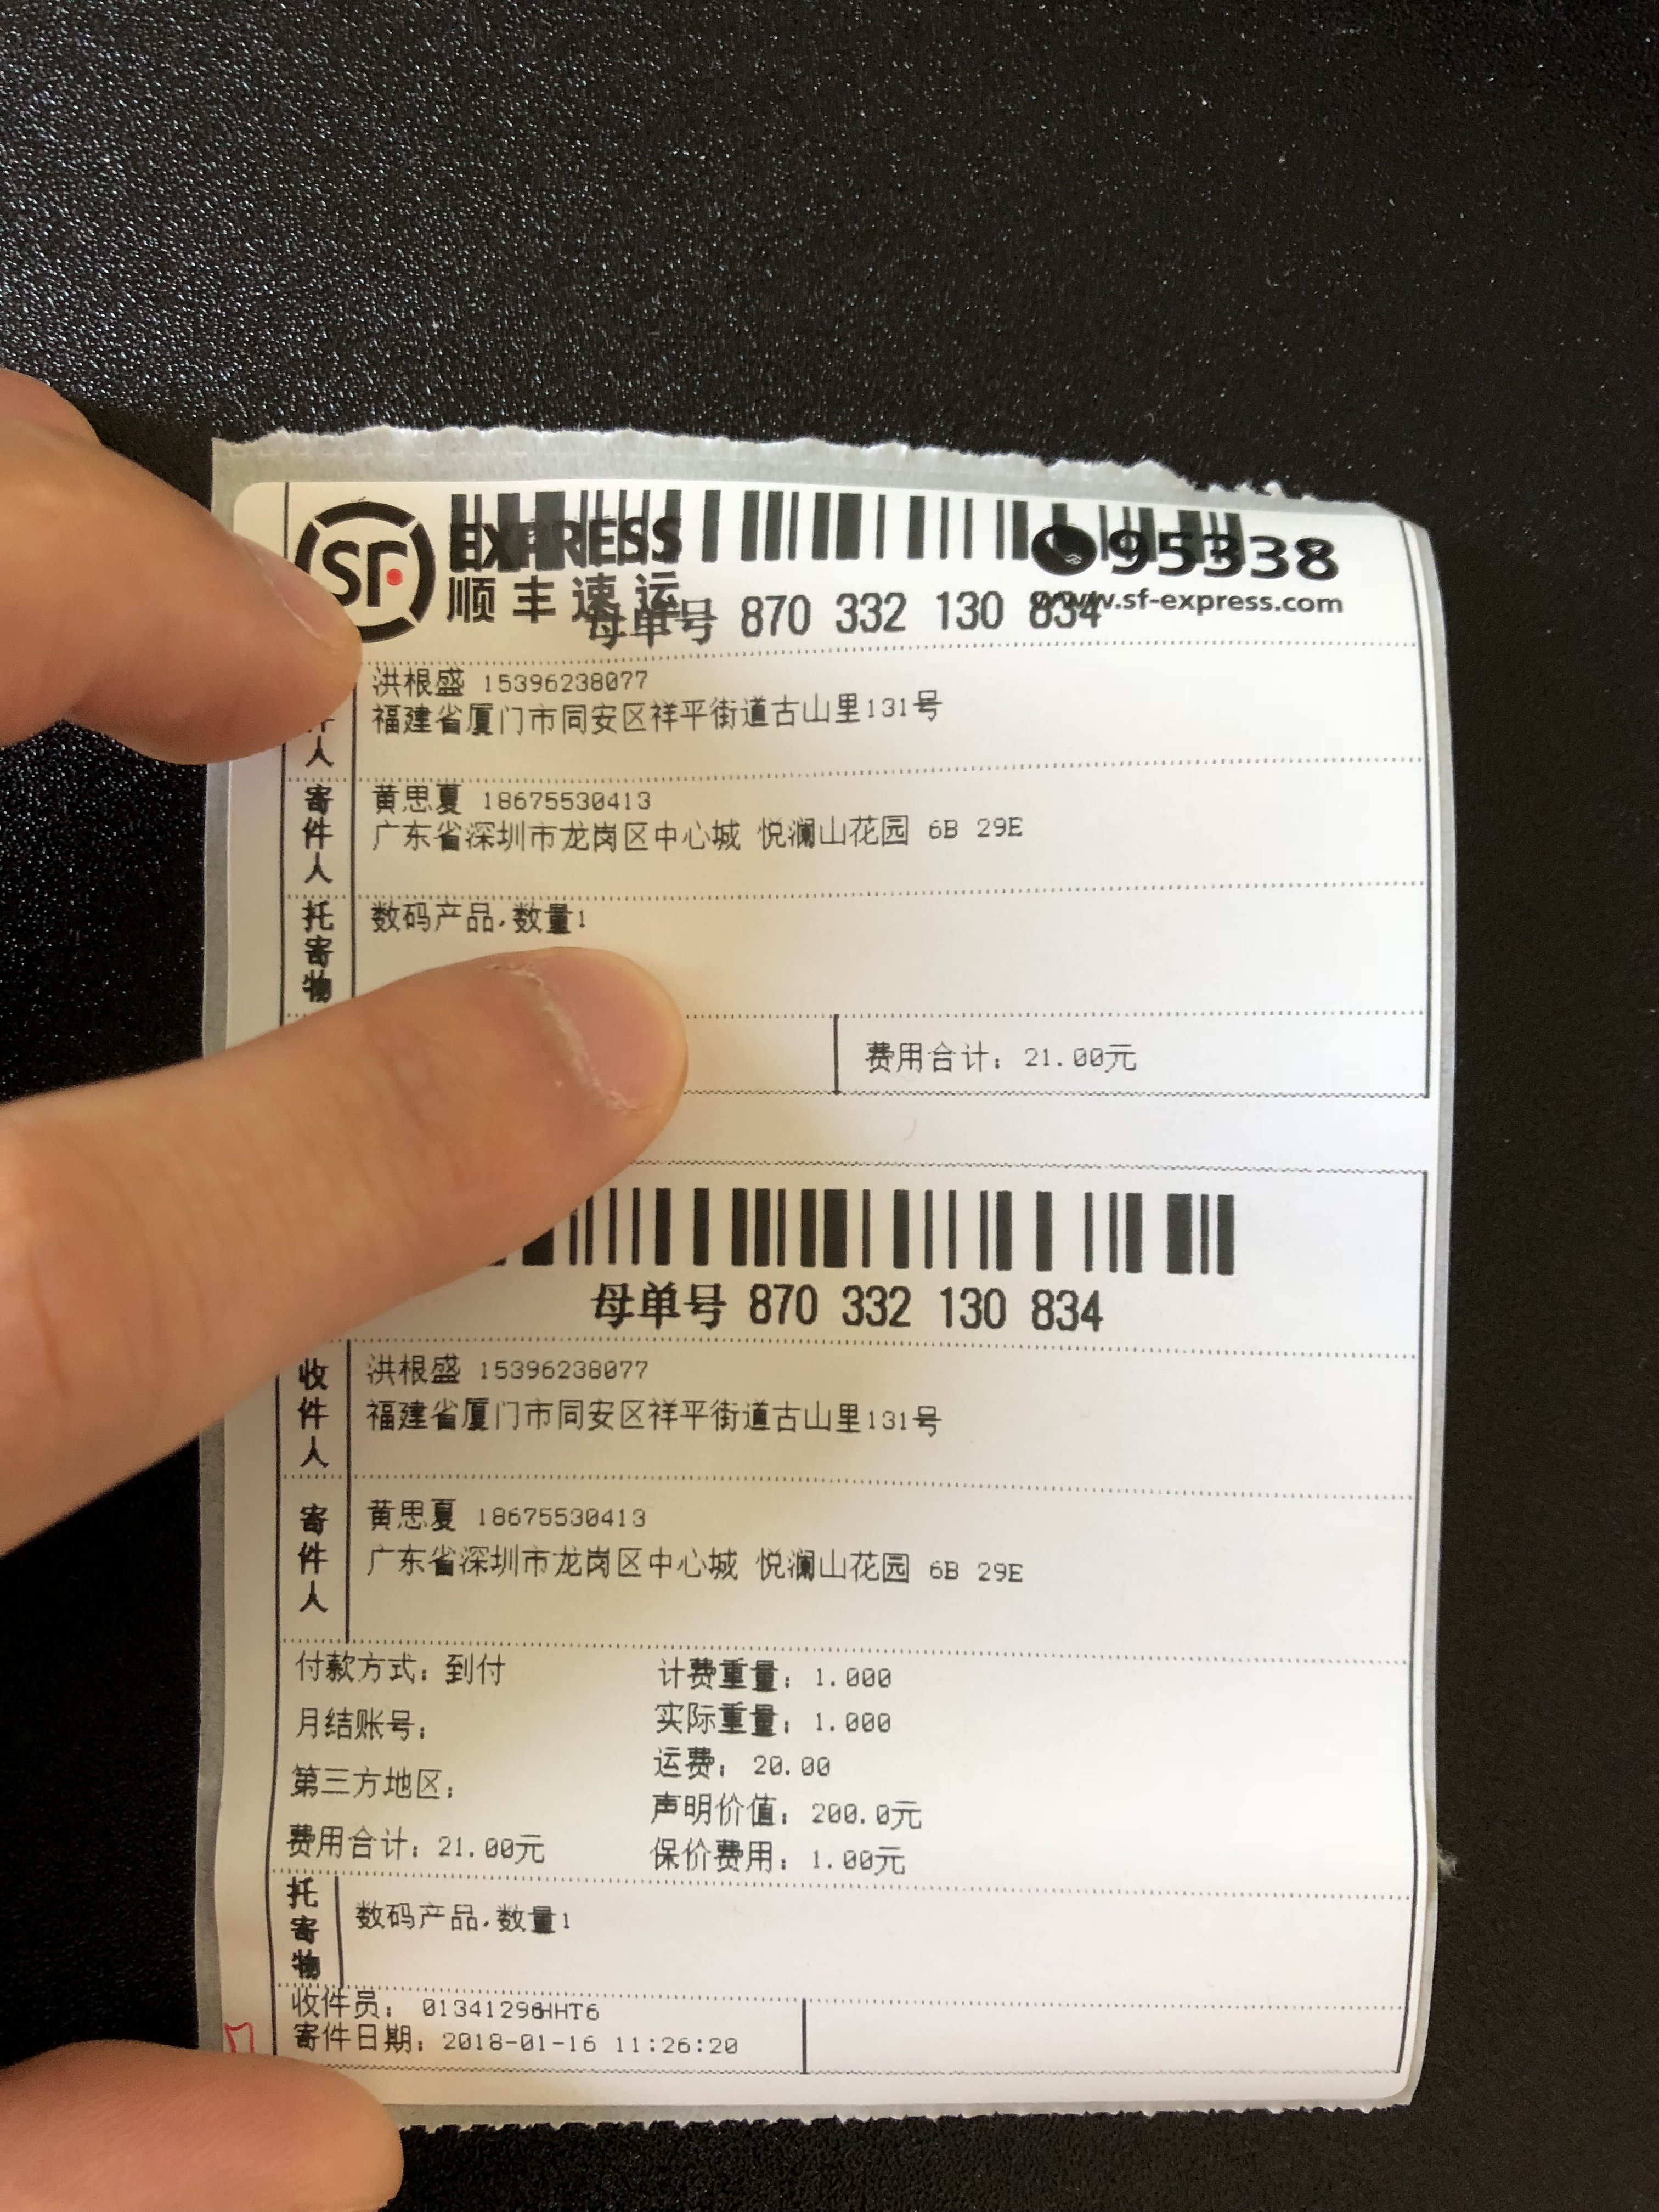 SF EXPRESS
顺丰速运
95338
www.sf-express.com
母单号 870 332 130 834
件人
洪根盛 15396238077
福建省厦门市同安区祥平街道古山里131号
寄件人
黄思夏 18675530413
广东省深圳市龙岗区中心城 悦澜山花园 6B 29E
托寄物
数码产品,数量1
费用合计: 21.00元
母单号 870 332 130 834
收件人
洪根盛 15396238077
福建省厦门市同安区祥平街道古山里131号
寄件人
黄思夏 18675530413
广东省深圳市龙岗区中心城 悦澜山花园 6B 29E
付款方式: 到付
计费重量: 1.000
月结账号:
实际重量: 1.000
第三方地区:
运费: 20.00
声明价值: 200.0元
费用合计: 21.00元
保价费用: 1.00元
托寄物
数码产品,数量1
收件员: 01341296HHT6
寄件日期: 2018-01-16 11:26:20